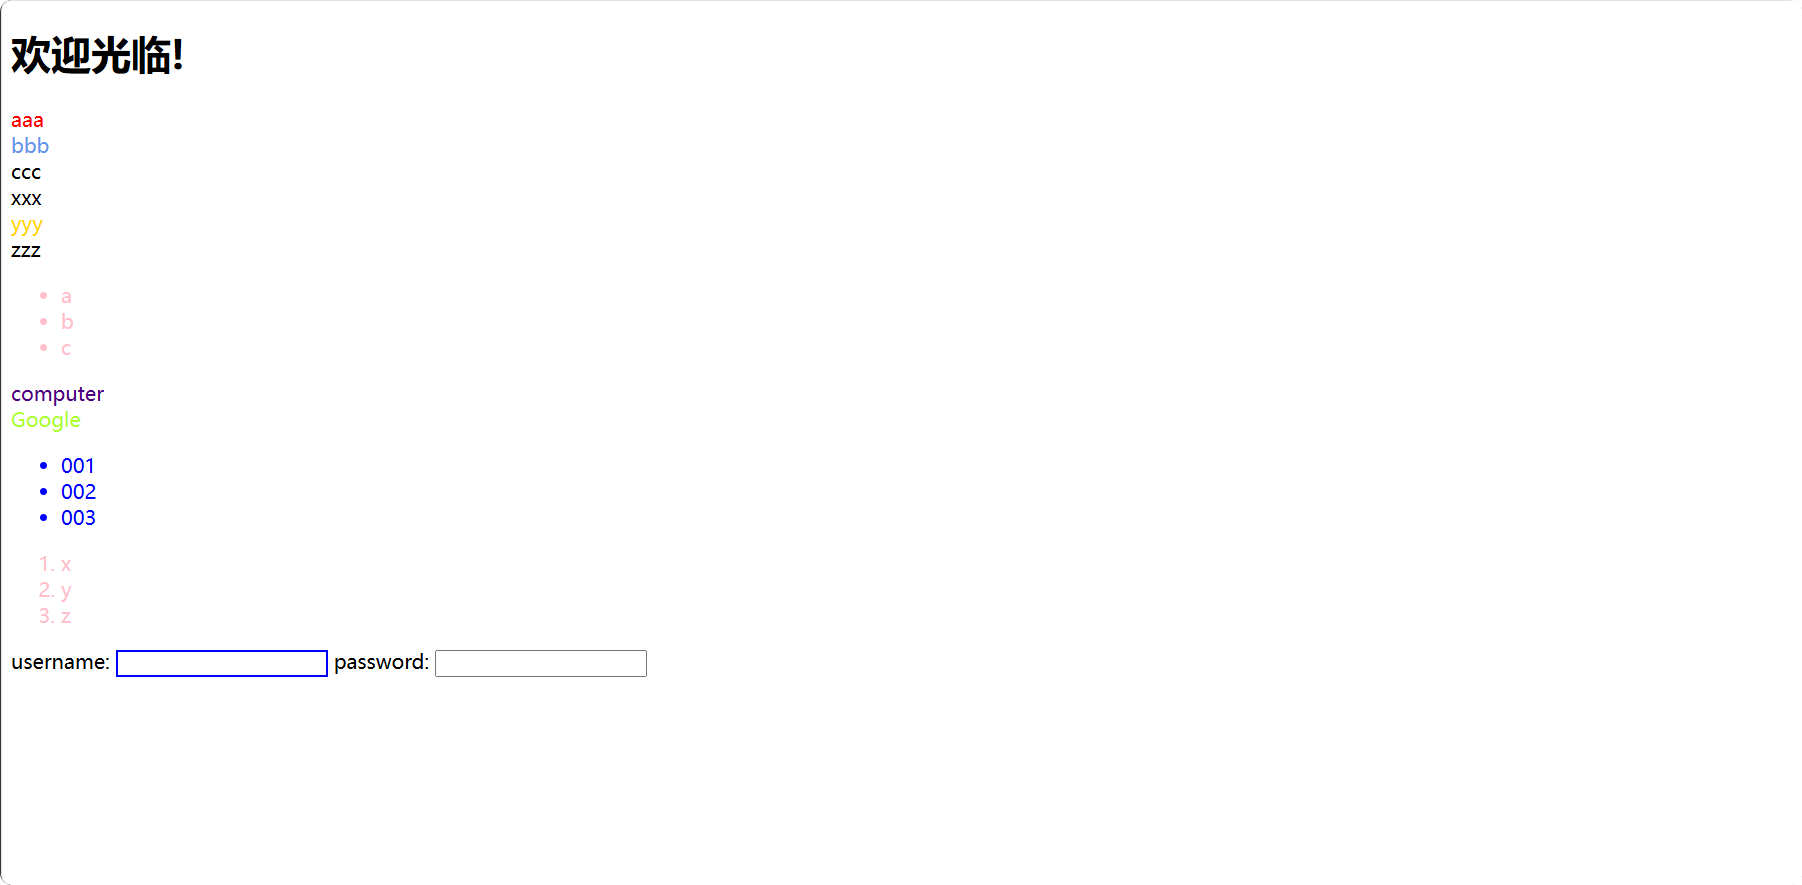 欢迎光临!
aaa
bbb
ccc
xxx
yyy
zzz
• a
• b
• c
computer
Google
• 001
• 002
• 003
1. x
2. y
3. z
username: password: